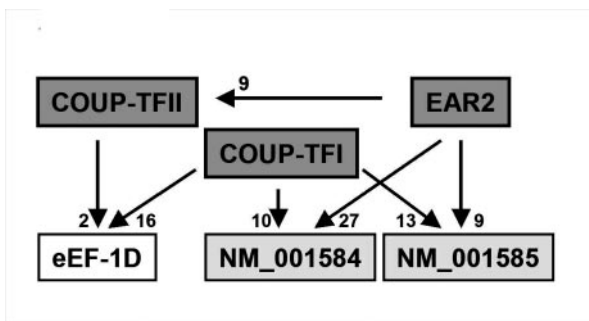 9
COUP-TFII
EAR2
COUP-TFI
2
16
10
27
13
9
eEF-1D
NM_001584
NM_001585